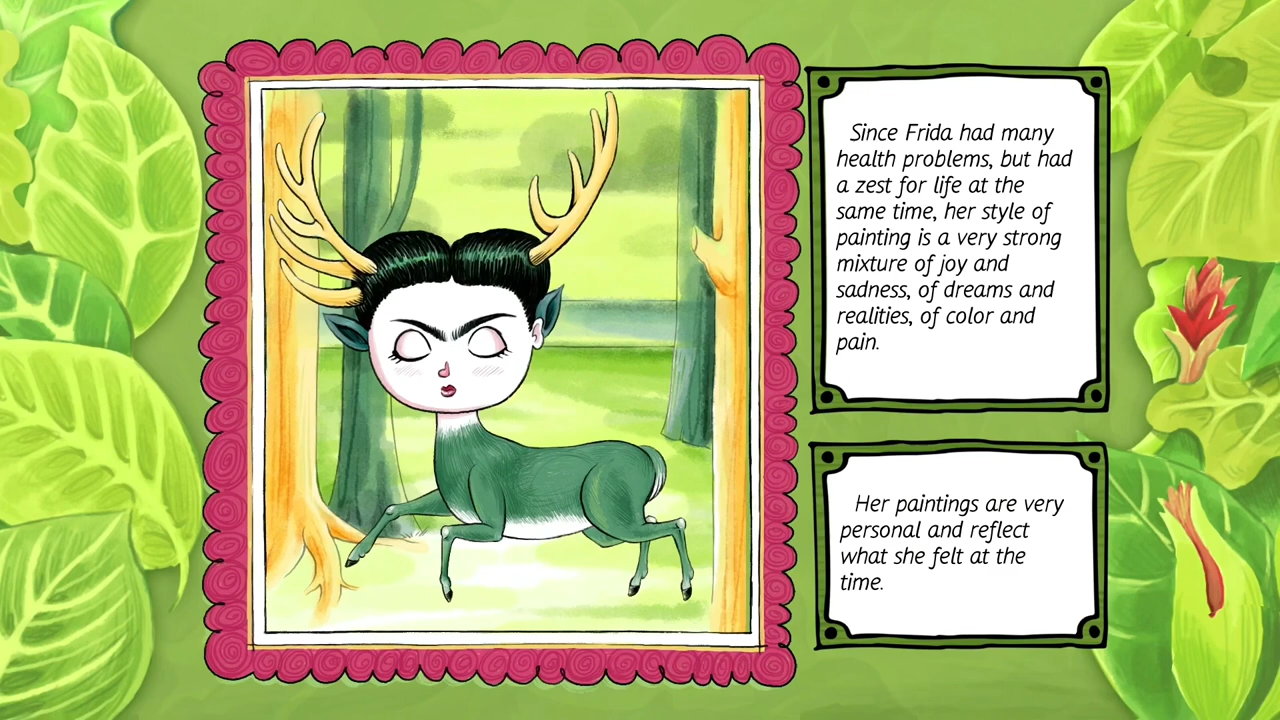 Since Frida had many
health problems, but had
a zest for life at the
same time, her style of
painting is a very strong
mixture of joy and
sadness, of dreams and
realities, of color and
pain.
Her paintings are very
personal and reflect
what she felt at the
time.